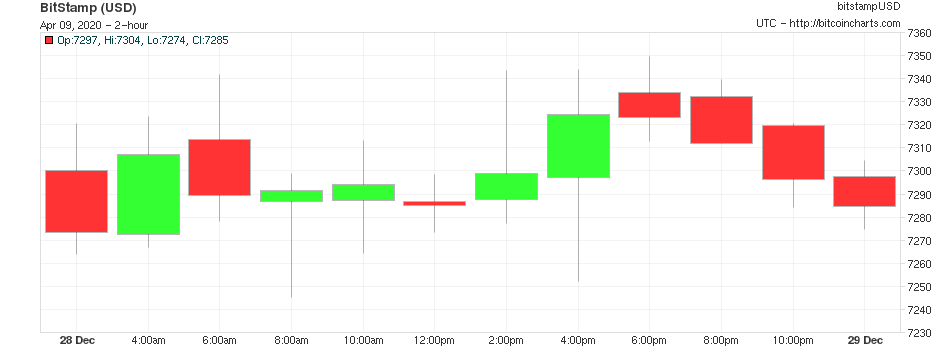 BitStamp (USD)
bitstampUSD
Apr 09, 2020 - 2-hour
UTC - http://bitcoincharts.com
Op:7297, Hi:7304, Lo:7274, Cl:7285
7360
7350
7340
7330
7320
7310
7300
7290
7280
7270
7260
7250
7240
7230
28 Dec 4:00am 6:00am 8:00am 10:00am 12:00pm 2:00pm 4:00pm 6:00pm 8:00pm 10:00pm 29 Dec